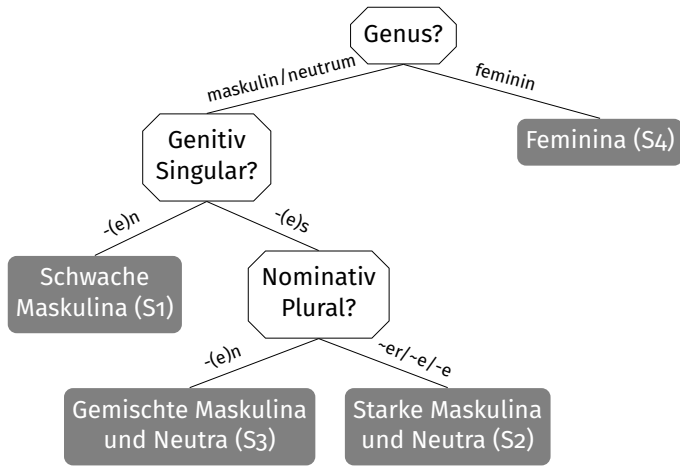 Genus?
maskulin/neutrum
feminin
Genitiv
Singular?
Feminina (S4)
-(e)n
-(e)s
Schwache
Maskulina (S1)
Nominativ
Plural?
-(e)n
~er/~e/-e
Gemischte Maskulina
und Neutra (S3)
Starke Maskulina
und Neutra (S2)